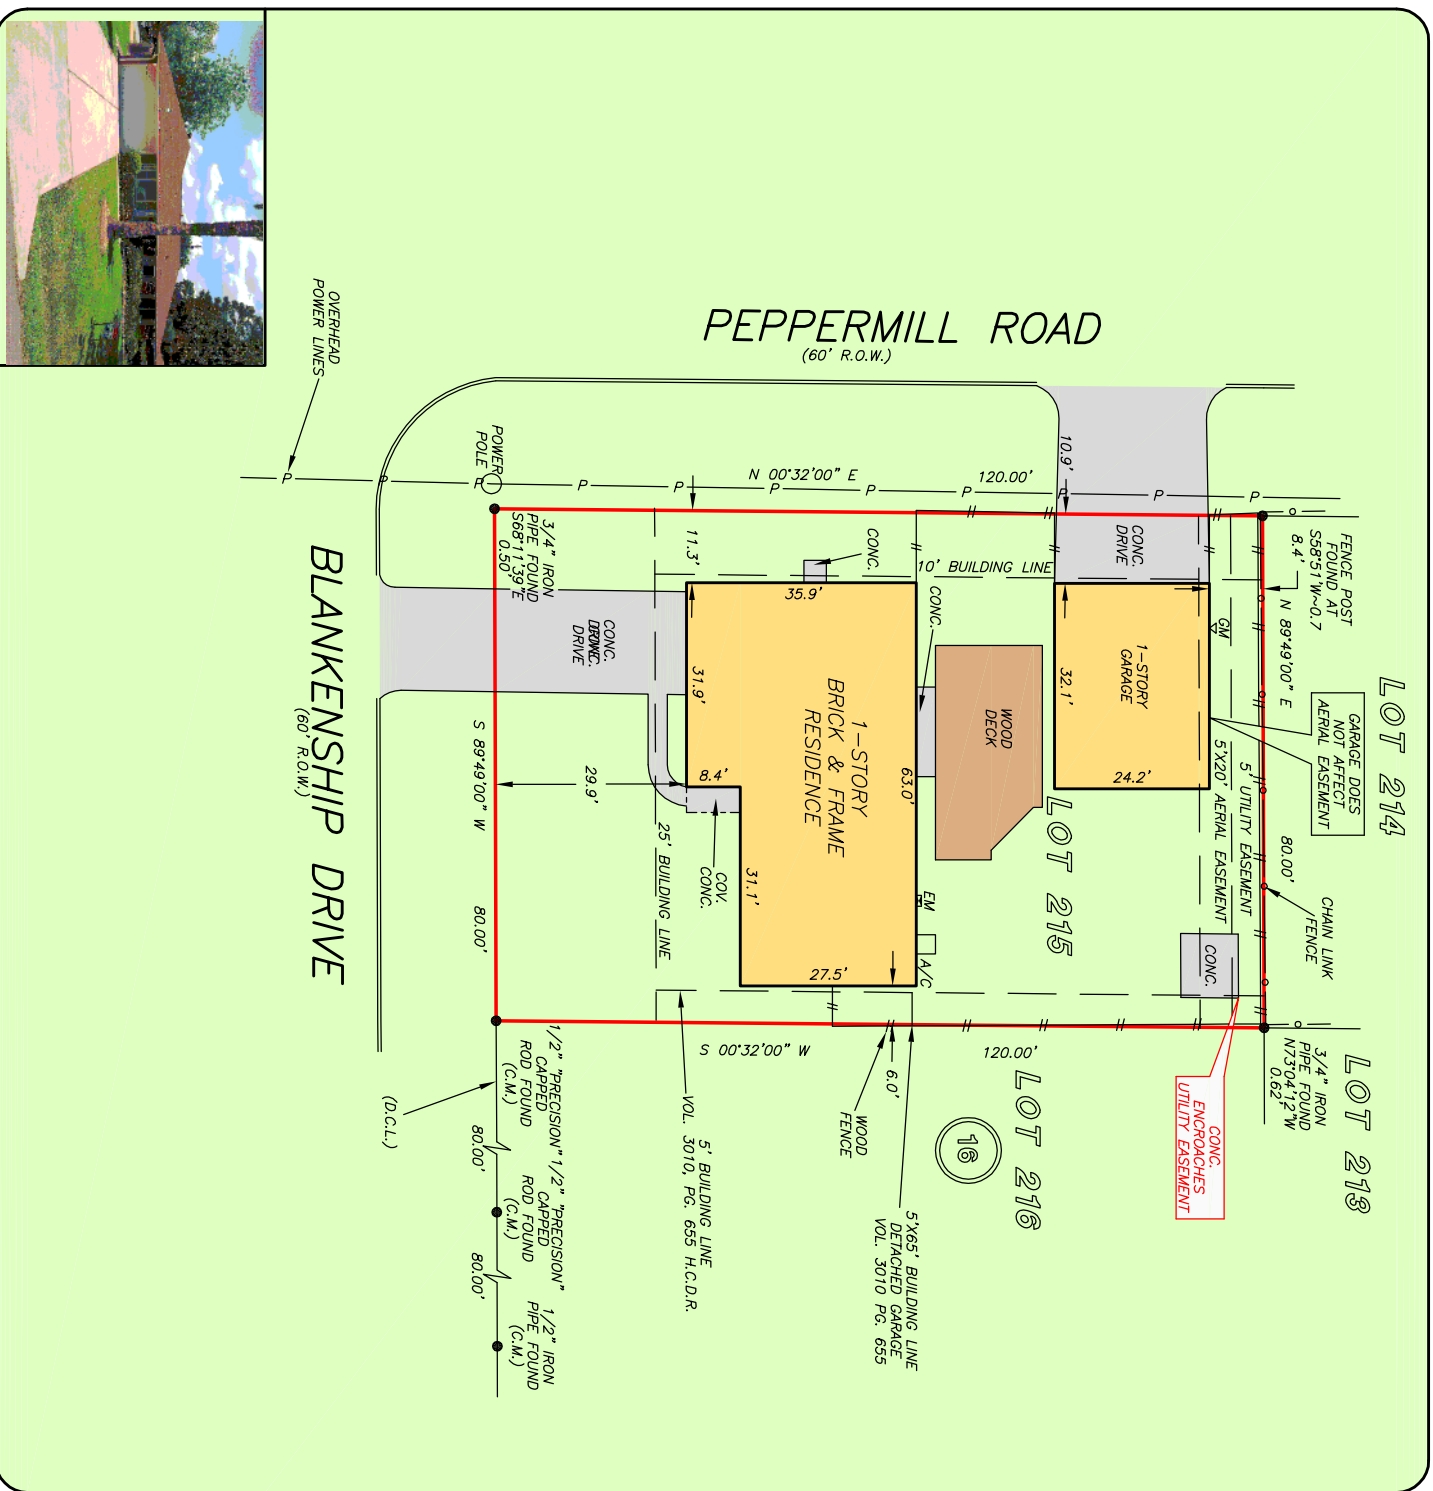 PEPPERMILL ROAD
(60' R.O.W.)
OVERHEAD
POWER LINES
POWER
POLE
P
P
P
P
P
P
P
P
P
P
P
N 00°32'00" E
120.00'
10.9'
11.3'
3/4" IRON
PIPE FOUND
S68°11'39"E
0.50'
FENCE POST
FOUND AT
S58°51'W~0.7
8.4'
N 89°49'00" E
80.00'
LOT 214
GARAGE DOES
NOT AFFECT
AERIAL EASEMENT
CHAIN LINK
FENCE
5' UTILITY EASEMENT
5'X20' AERIAL EASEMENT
GM
CONC.
DRIVE
1-STORY
GARAGE
32.1'
24.2'
10' BUILDING LINE
CONC.
CONC.
WOOD
DECK
35.9'
1-STORY
BRICK & FRAME
RESIDENCE
63.0'
31.9'
8.4'
31.1'
27.5'
COV.
CONC.
EM
A/C
CONC.
LOT 215
CONC.
DRIVE
29.9'
25' BUILDING LINE
S 89°49'00" W
80.00'
BLANKENSHIP DRIVE
(60' R.O.W.)
S 00°32'00" W
120.00'
6.0'
WOOD
FENCE
LOT 216
16
LOT 213
3/4" IRON
PIPE FOUND
N73°04'12"W
0.62'
CONC.
ENCROACHES
UTILITY EASEMENT
5'X65' BUILDING LINE
DETACHED GARAGE
VOL. 3010 PG. 655
5' BUILDING LINE
VOL. 3010, PG. 655 H.C.D.R.
1/2" "PRECISION"
CAPPED
ROD FOUND
(C.M.)
1/2" "PRECISION"
CAPPED
ROD FOUND
(C.M.)
1/2" IRON
PIPE FOUND
(C.M.)
80.00'
80.00'
(D.C.L.)